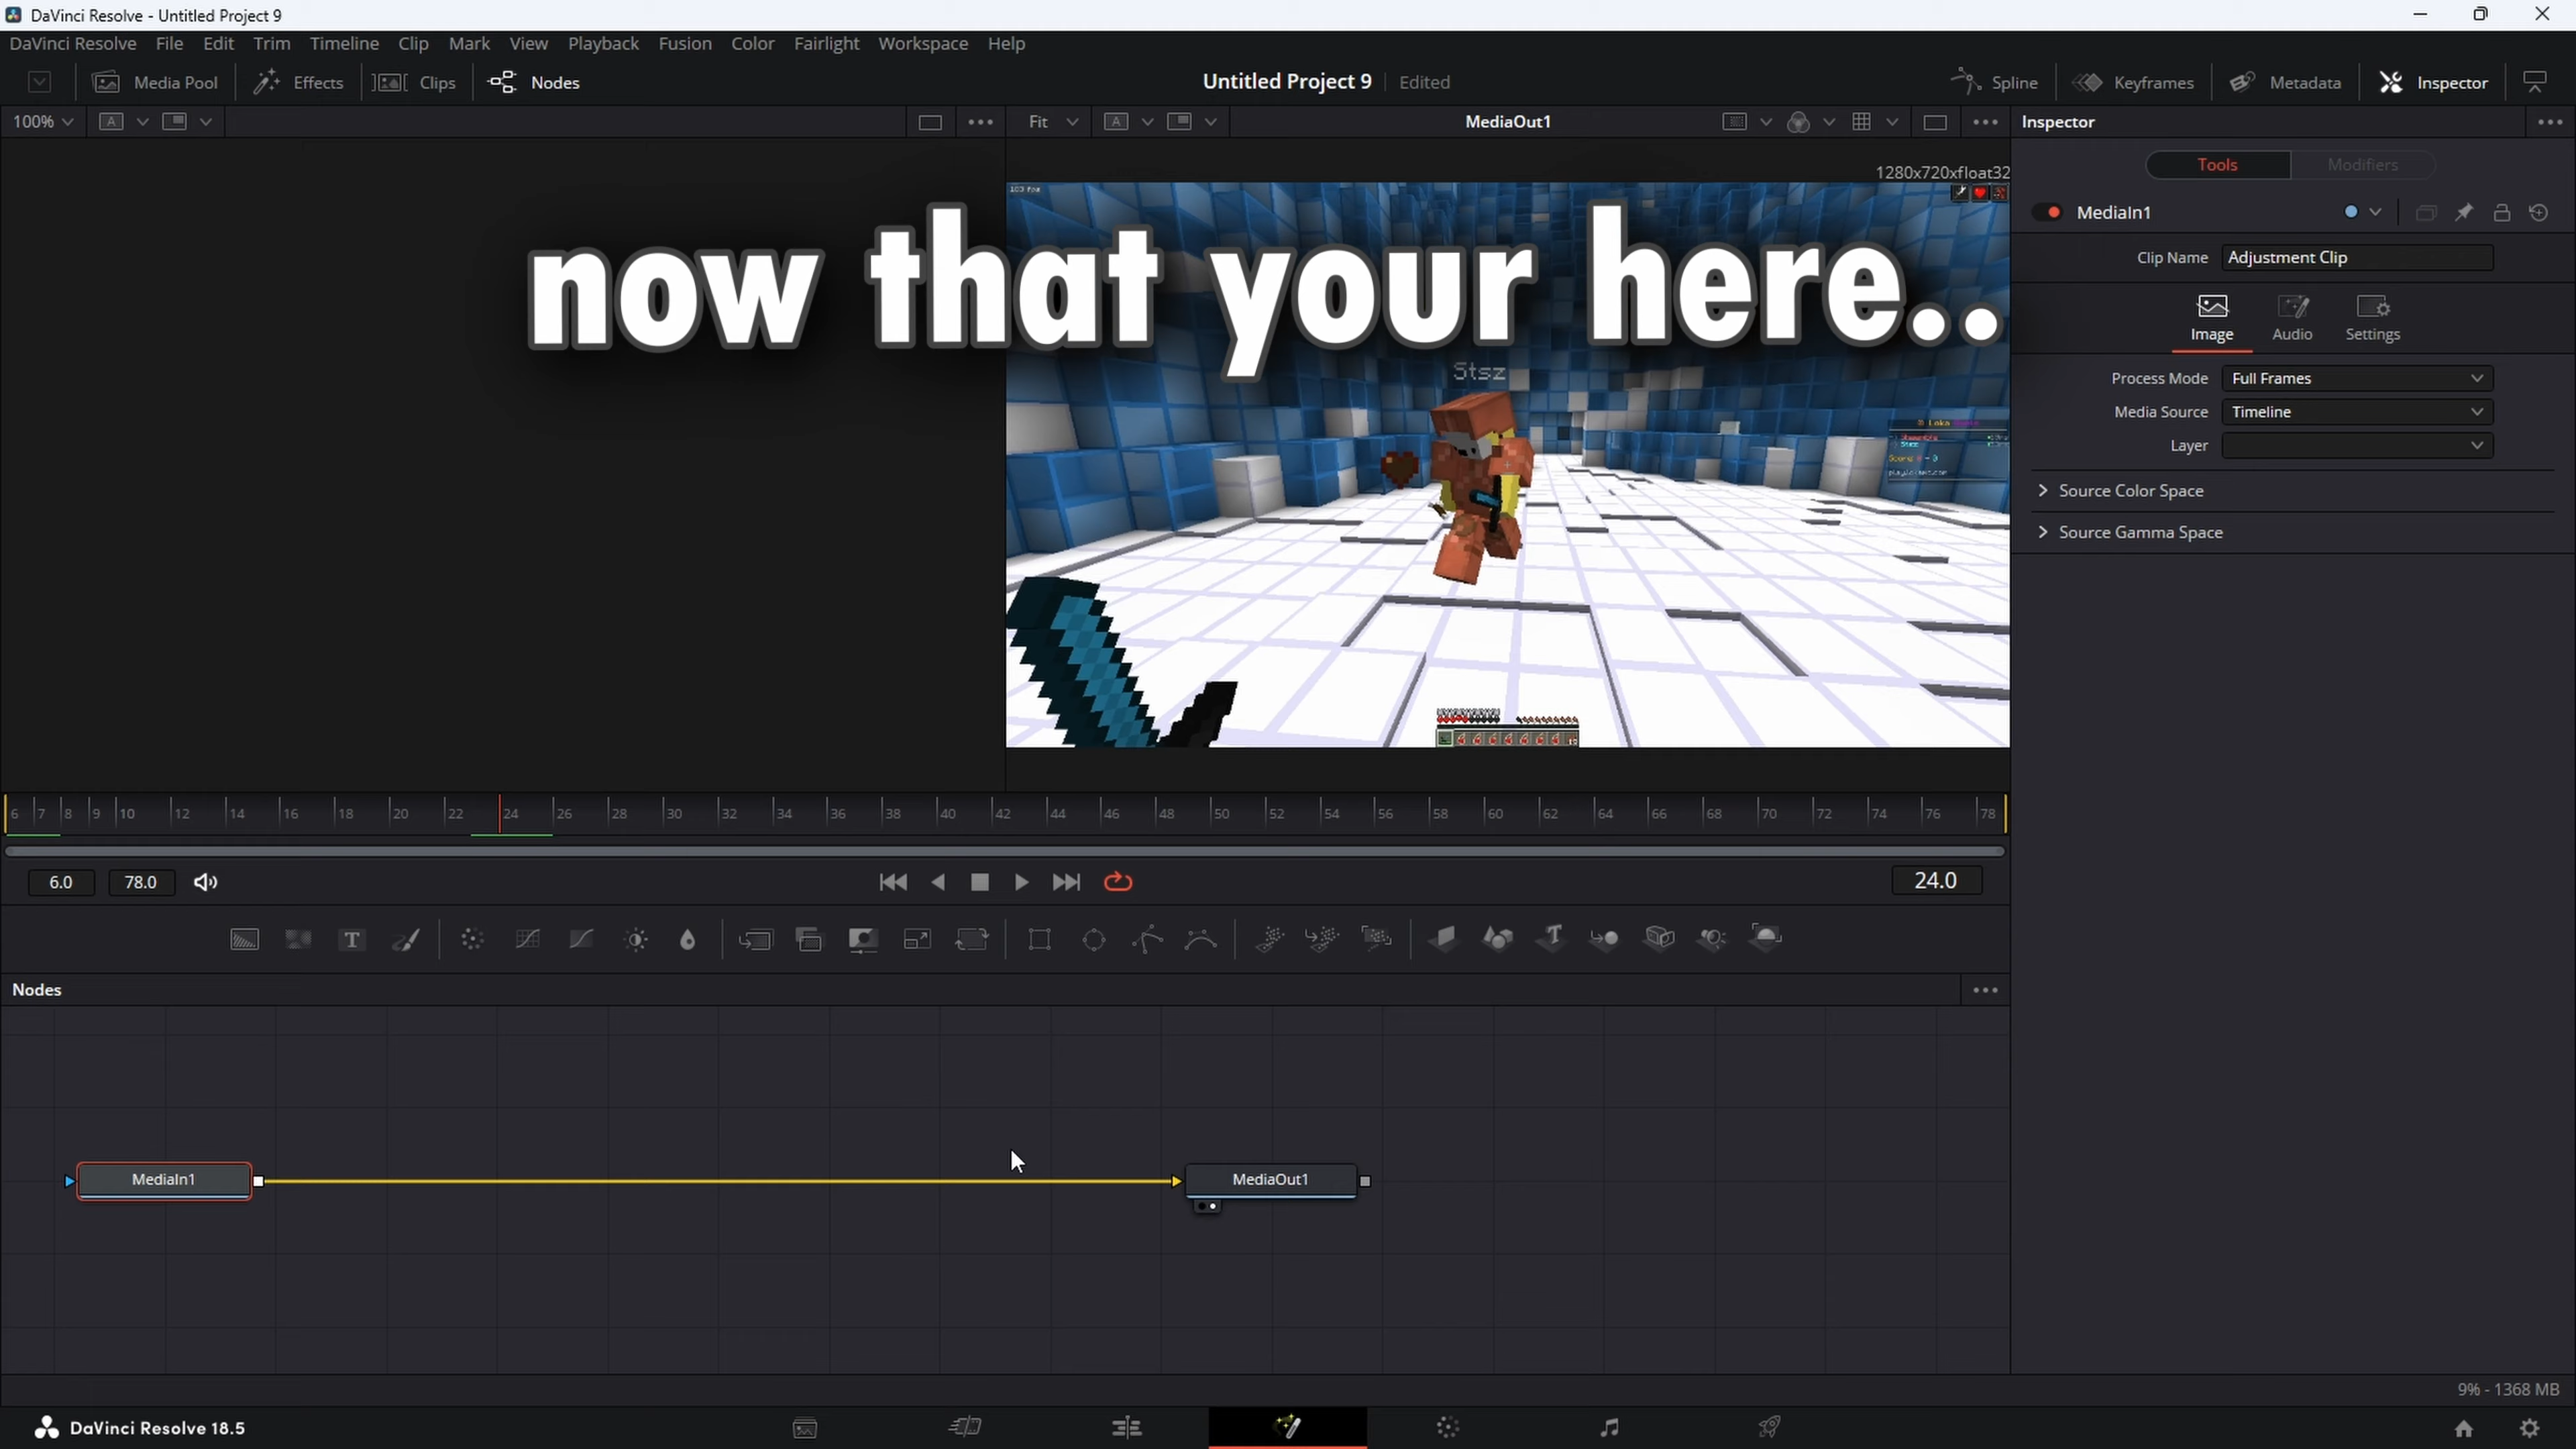 DaVinci Resolve - Untitled Project 9
DaVinci Resolve File Edit Trim Timeline Clip Mark View Playback Fusion Color Fairlight Workspace Help
Media Pool Effects Clips Nodes Untitled Project 9 Edited Spline Keyframes Metadata Inspector
100% A Fit A MediaOut1 Inspector
1280x720xfloat32
Tools Modifiers
now that your here..
MediaIn1
Clip Name Adjustment Clip
Image Audio Settings
Stsz
Process Mode Full Frames
Media Source Timeline
Layer
Source Color Space
Source Gamma Space
6 7 8 9 10 12 14 16 18 20 22 24 26 28 30 32 34 36 38 40 42 44 46 48 50 52 54 56 58 60 62 64 66 68 70 72 74 76 78
6.0 78.0 24.0
T
Nodes
MediaIn1 MediaOut1
9% - 1368 MB
DaVinci Resolve 18.5